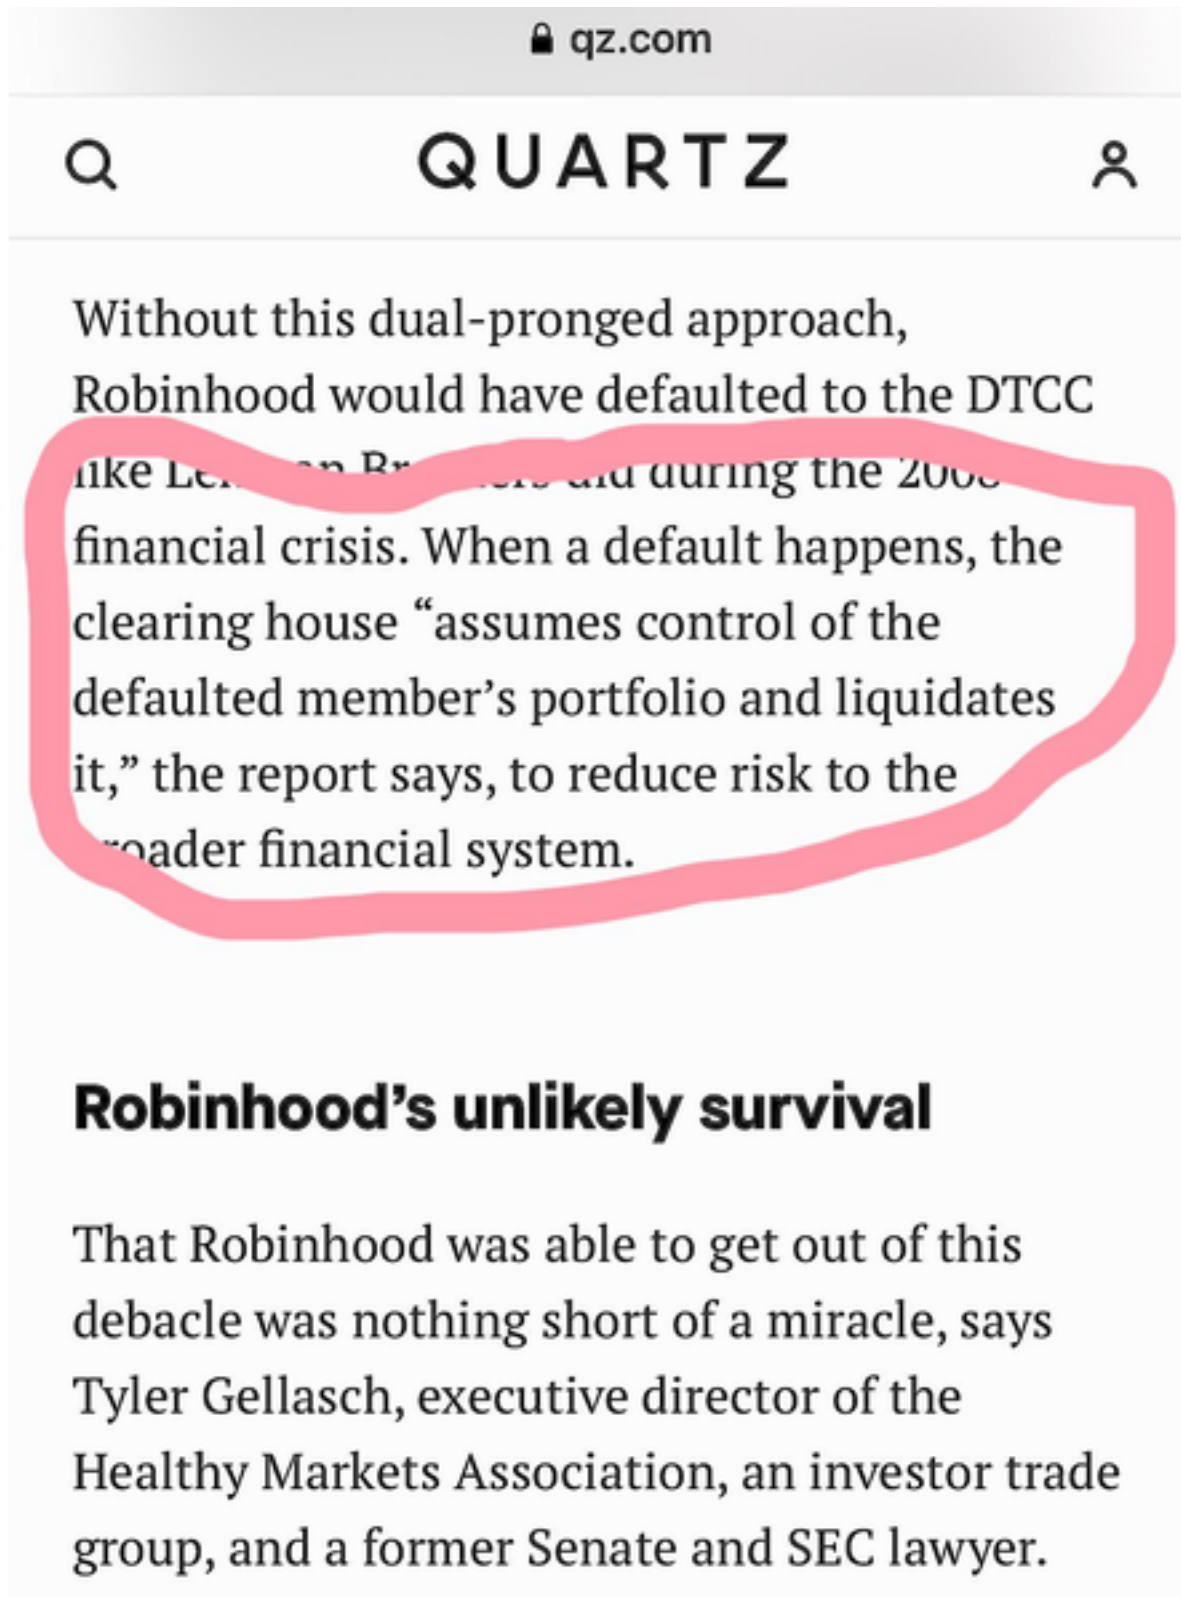 qz.com
QUARTZ
Without this dual-pronged approach,
Robinhood would have defaulted to the DTCC
like during the
financial crisis. When a default happens, the
clearing house “assumes control of the
defaulted member’s portfolio and liquidates
it,” the report says, to reduce risk to the
broader financial system.
Robinhood’s unlikely survival
That Robinhood was able to get out of this
debacle was nothing short of a miracle, says
Tyler Gellasch, executive director of the
Healthy Markets Association, an investor trade
group, and a former Senate and SEC lawyer.